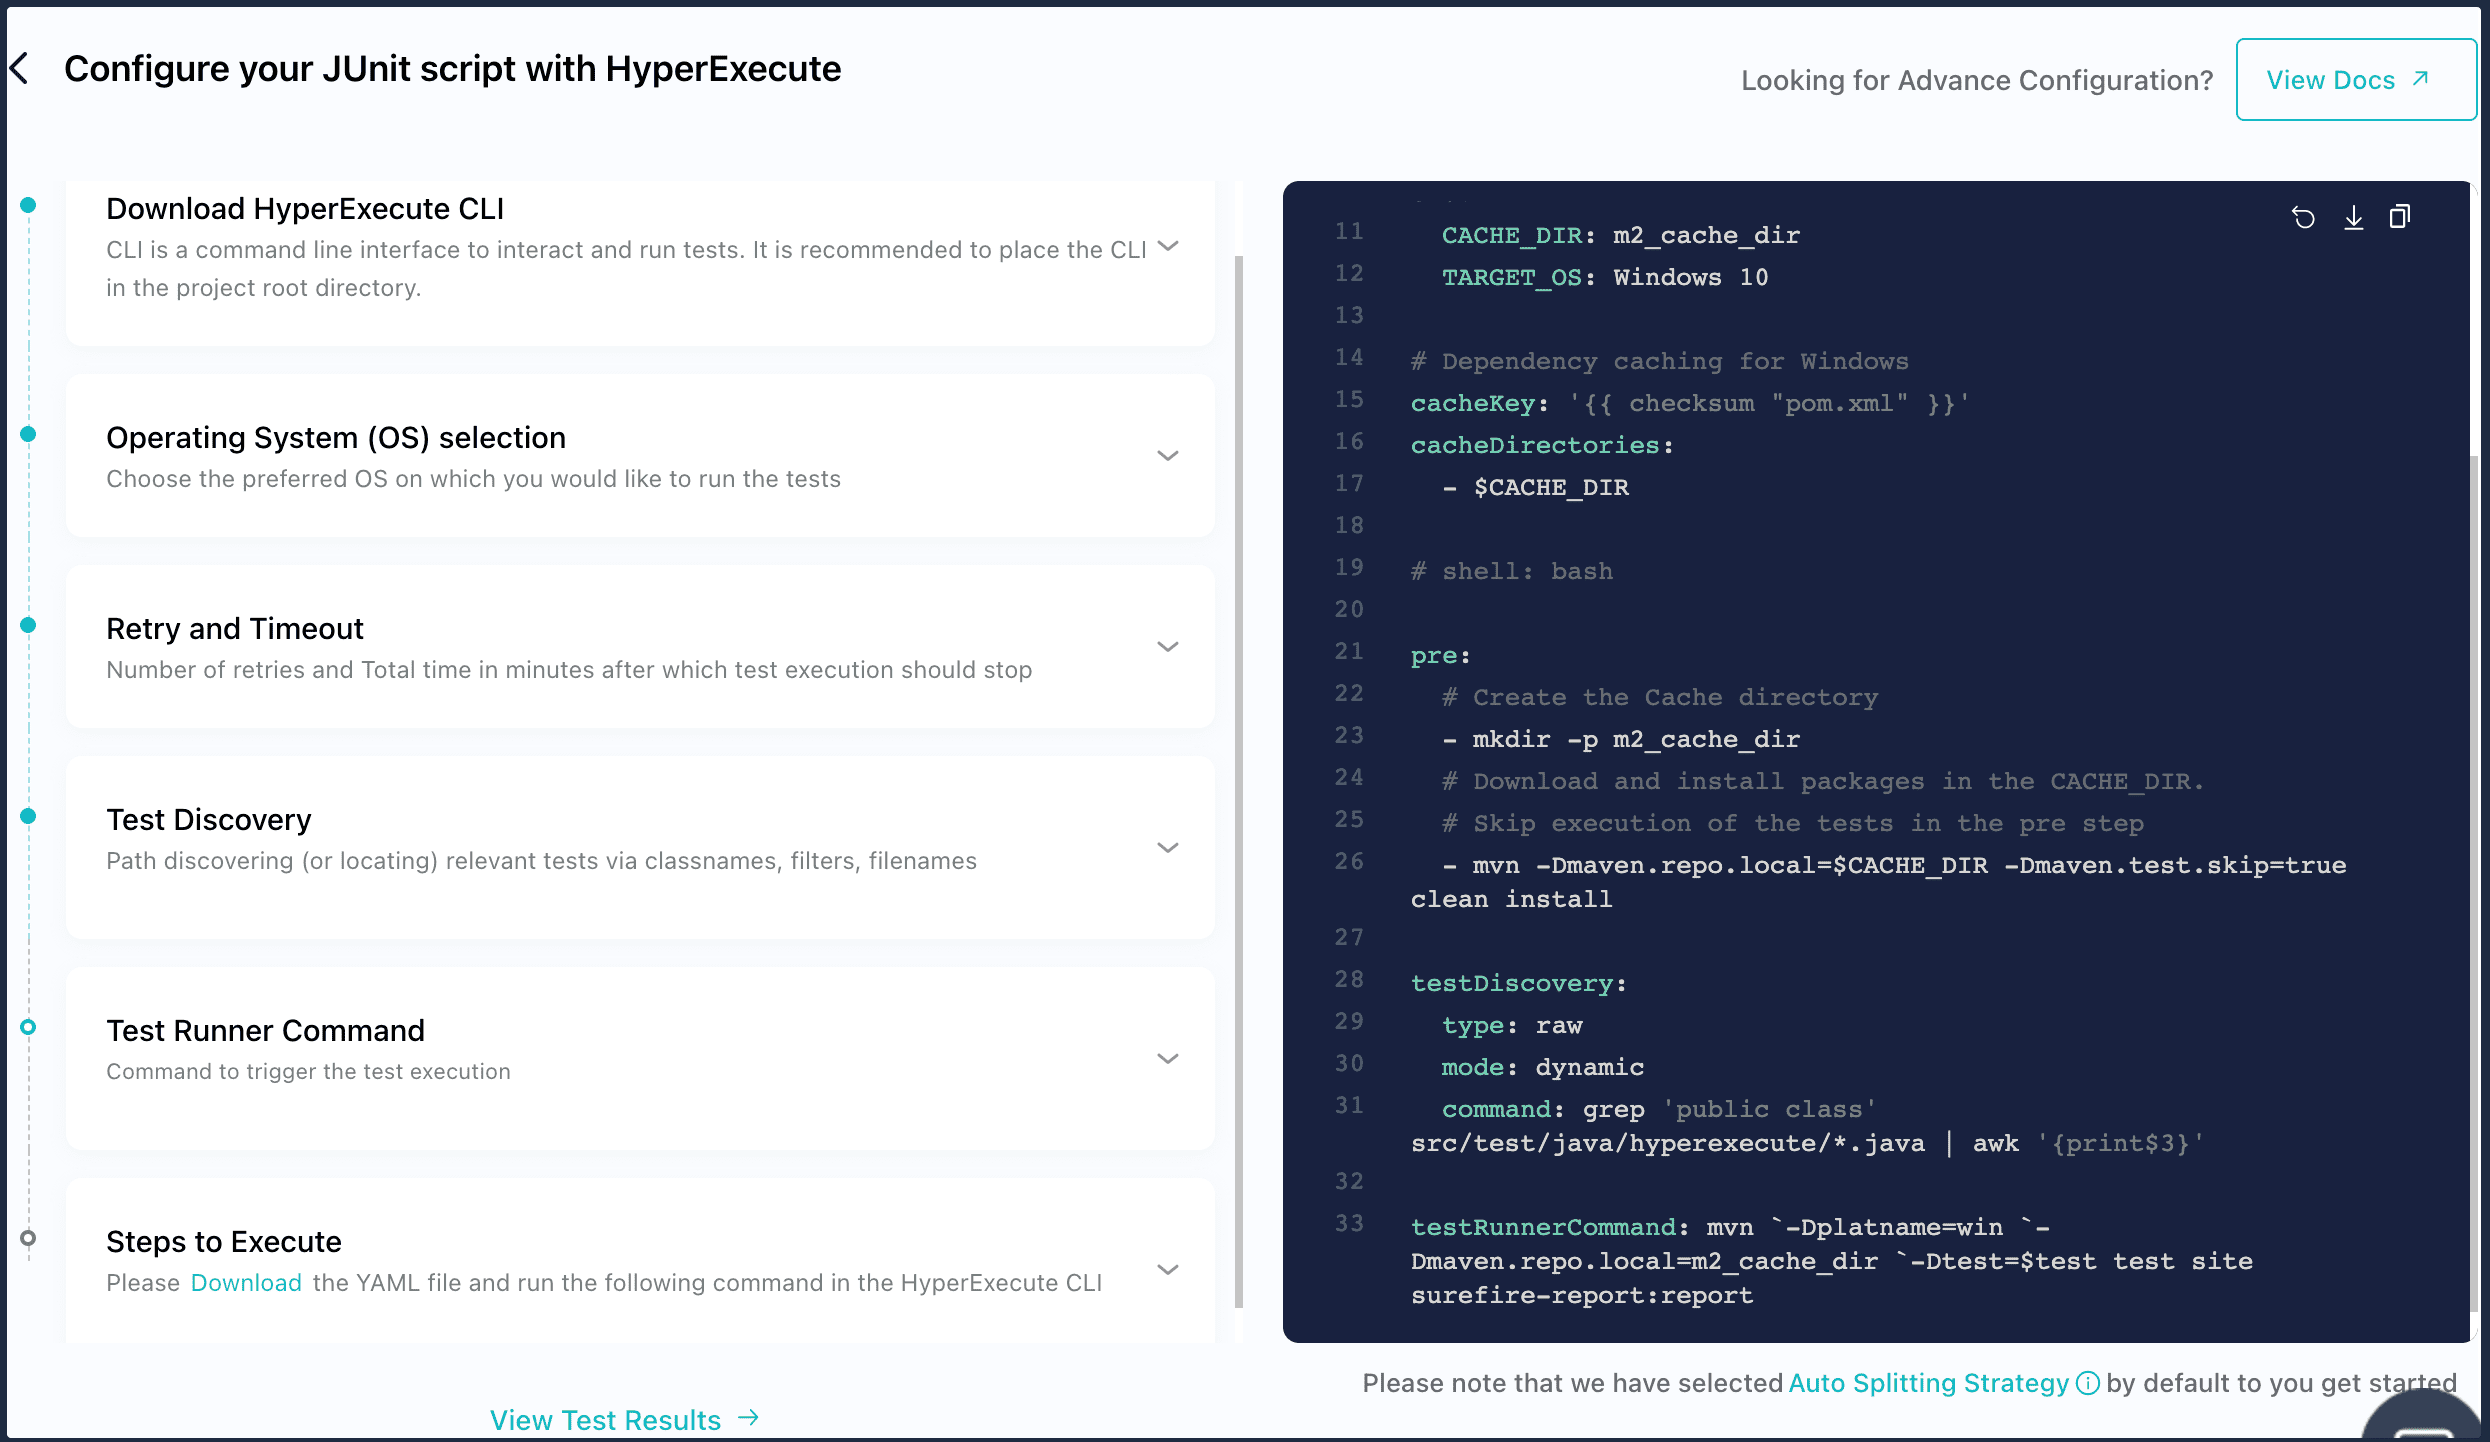 Configure your JUnit script with HyperExecute
Looking for Advance Configuration?
View Docs
Download HyperExecute CLI
CLI is a command line interface to interact and run tests. It is recommended to place the CLI
in the project root directory.
Operating System (OS) selection
Choose the preferred OS on which you would like to run the tests
Retry and Timeout
Number of retries and Total time in minutes after which test execution should stop
Test Discovery
Path discovering (or locating) relevant tests via classnames, filters, filenames
Test Runner Command
Command to trigger the test execution
Steps to Execute
Please Download the YAML file and run the following command in the HyperExecute CLI
View Test Results
11 CACHE_DIR: m2_cache_dir
12 TARGET_OS: Windows 10
13
14 # Dependency caching for Windows
15 cacheKey: '{{ checksum "pom.xml" }}'
16 cacheDirectories:
17 - $CACHE_DIR
18
19 # shell: bash
20
21 pre:
22 # Create the Cache directory
23 - mkdir -p m2_cache_dir
24 # Download and install packages in the CACHE_DIR.
25 # Skip execution of the tests in the pre step
26 - mvn -Dmaven.repo.local=$CACHE_DIR -Dmaven.test.skip=true
clean install
27
28 testDiscovery:
29 type: raw
30 mode: dynamic
31 command: grep 'public class'
src/test/java/hyperexecute/*.java | awk '{print$3}'
32
33 testRunnerCommand: mvn `-Dplatname=win `-
Dmaven.repo.local=m2_cache_dir `-Dtest=$test test site
surefire-report:report
Please note that we have selected Auto Splitting Strategy by default to you get started